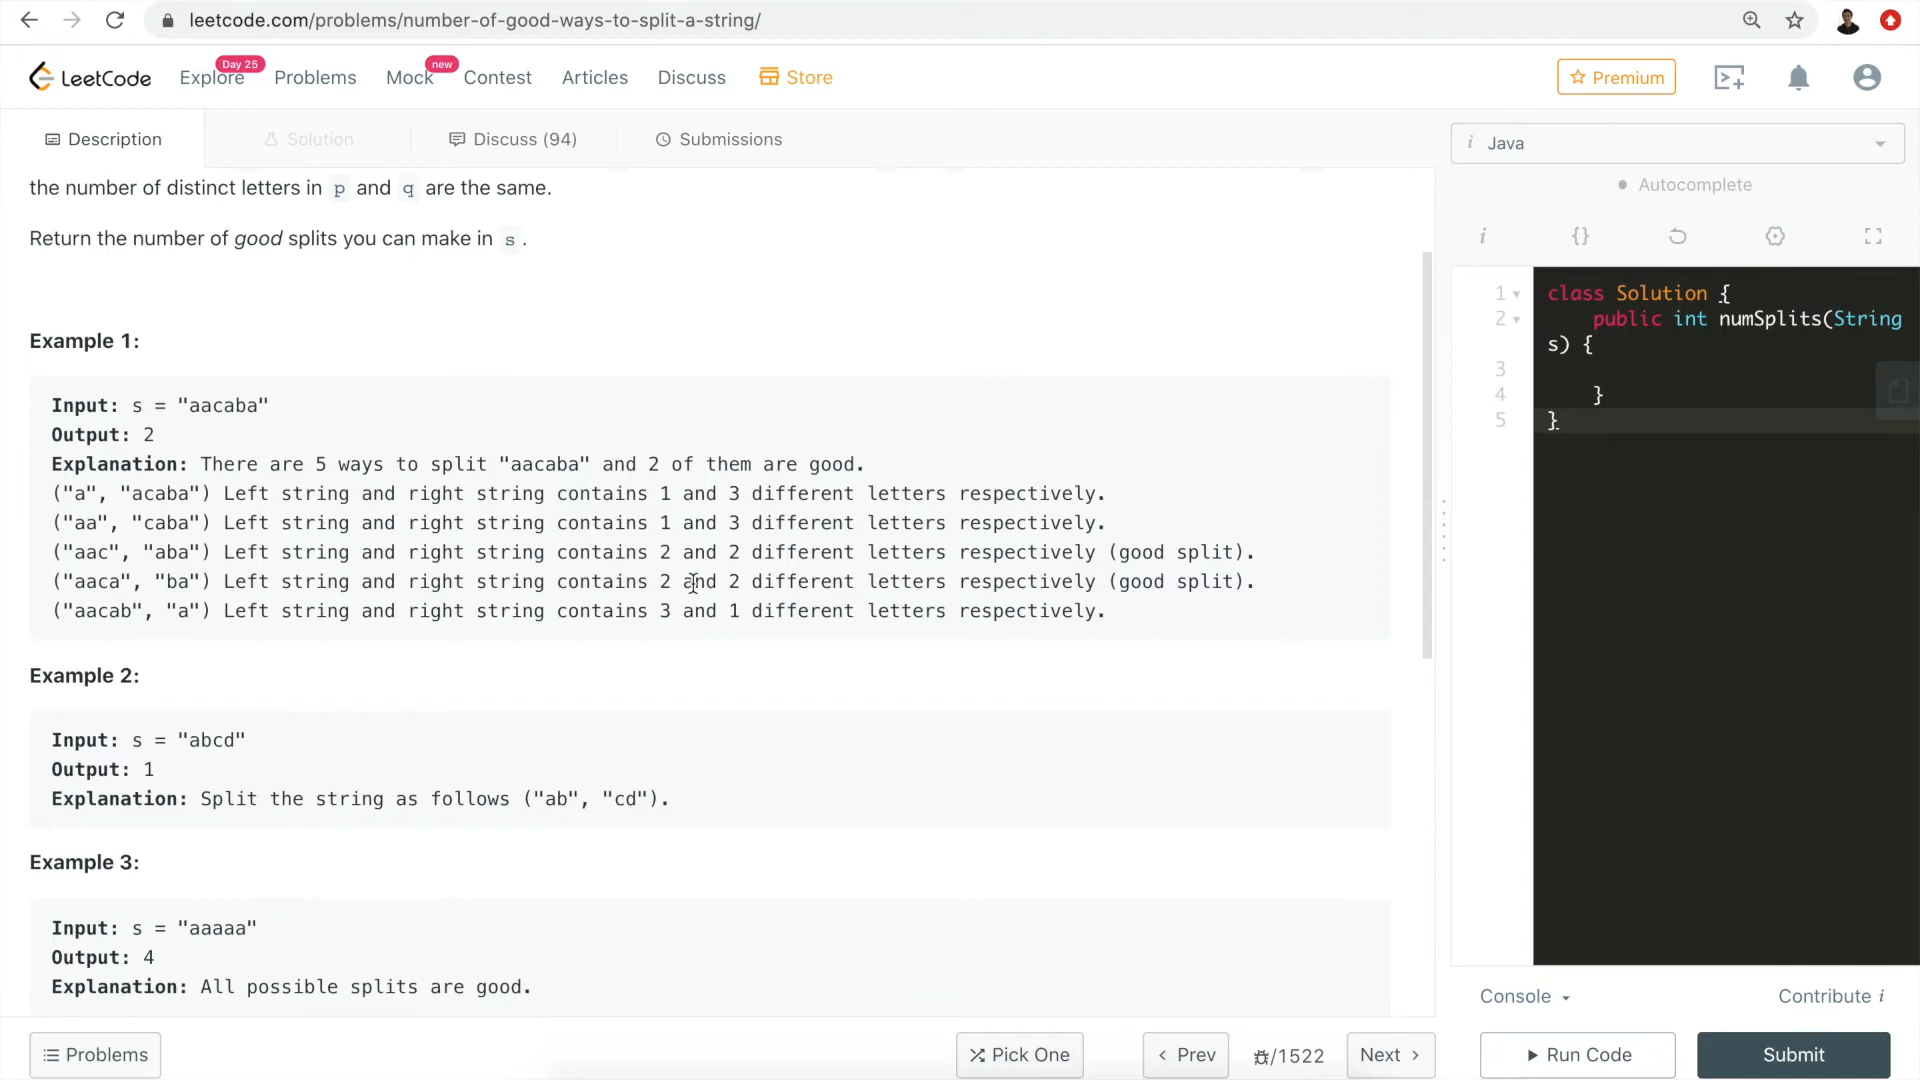 leetcode.com/problems/number-of-good-ways-to-split-a-string/
LeetCode
Explore Day 25 Problems Mock new Contest Articles Discuss Store
Premium
Description Solution Discuss (94) Submissions
i Java
the number of distinct letters in p and q are the same.
Autocomplete
Return the number of good splits you can make in s .
i {}
Example 1:
Input: s = "aacaba"
Output: 2
Explanation: There are 5 ways to split "aacaba" and 2 of them are good.
("a", "acaba") Left string and right string contains 1 and 3 different letters respectively.
("aa", "caba") Left string and right string contains 1 and 3 different letters respectively.
("aac", "aba") Left string and right string contains 2 and 2 different letters respectively (good split).
("aaca", "ba") Left string and right string contains 2 and 2 different letters respectively (good split).
("aacab", "a") Left string and right string contains 3 and 1 different letters respectively.
Example 2:
Input: s = "abcd"
Output: 1
Explanation: Split the string as follows ("ab", "cd").
Example 3:
Input: s = "aaaaa"
Output: 4
Explanation: All possible splits are good.
1 class Solution {
2 public int numSplits(String
s) {
3
4 }
5 }
Console Contribute i
Problems Pick One Prev /1522 Next Run Code Submit